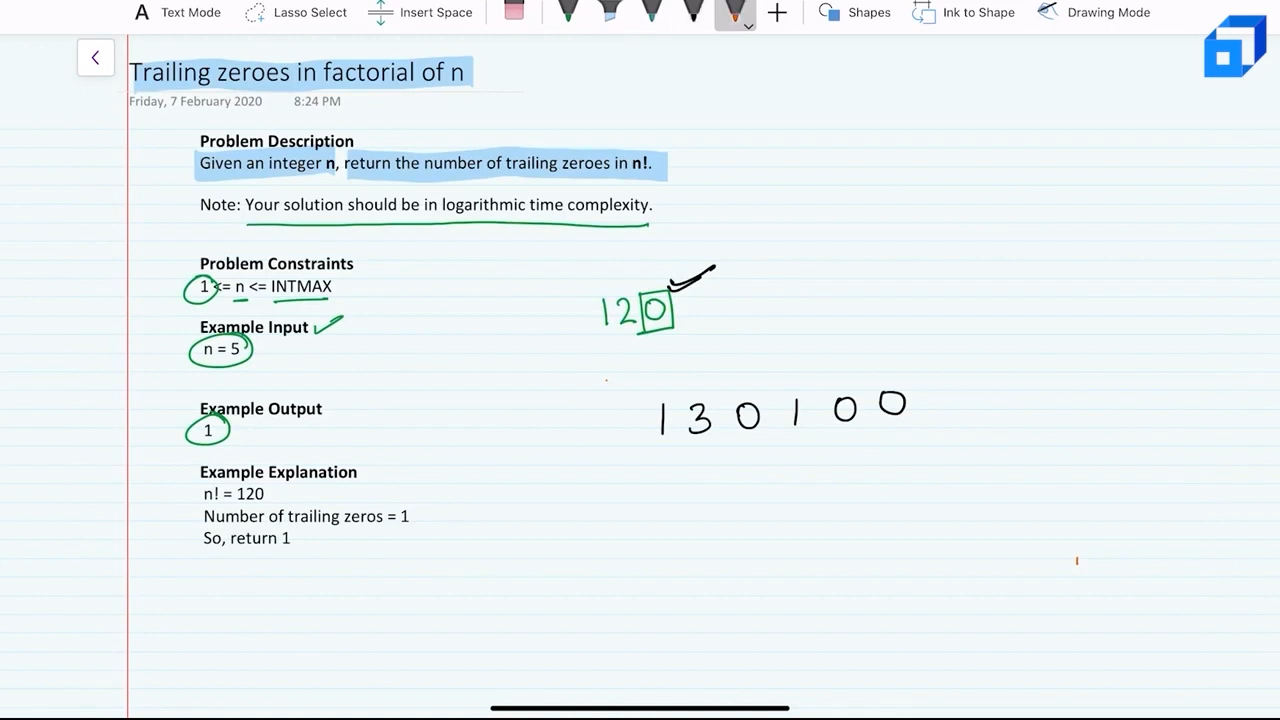 A Text Mode Lasso Select Insert Space Shapes Ink to Shape Drawing Mode
Trailing zeroes in factorial of n
Friday, 7 February 2020 8:24 PM
Problem Description
Given an integer n, return the number of trailing zeroes in n!.
Note: Your solution should be in logarithmic time complexity.
Problem Constraints
1 <= n <= INTMAX
Example Input
n = 5
120
Example Output
1
130100
Example Explanation
n! = 120
Number of trailing zeros = 1
So, return 1